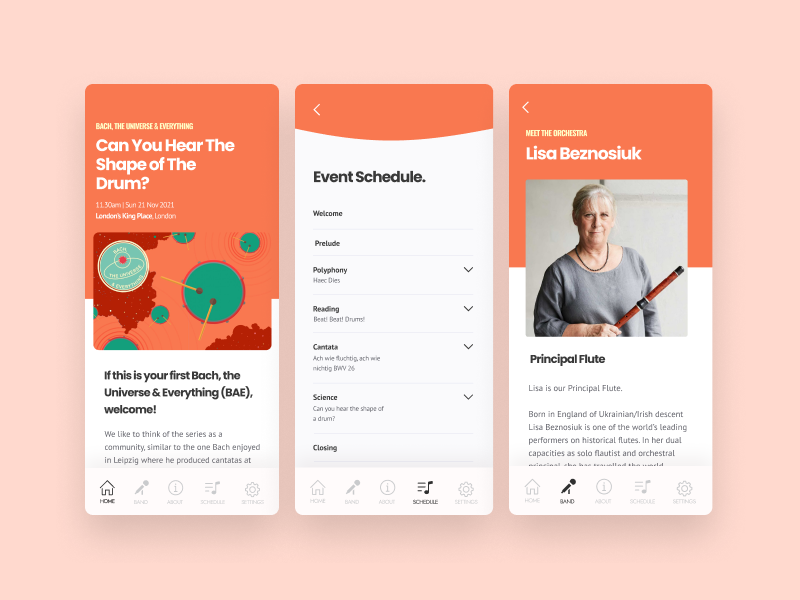 BACH, THE UNIVERSE & EVERYTHING
Can You Hear The
Shape of The
Drum?
11.30am | Sun 21 Nov 2021
London's King Place, London
BACH,
THE UNIVERSE
& EVERYTHING
If this is your first Bach, the
Universe & Everything (BAE),
welcome!
We like to think of the series as a
community, similar to the one Bach enjoyed
in Leipzig where he produced cantatas at
HOME
BAND
ABOUT
SCHEDULE
SETTINGS
Event Schedule.
Welcome
Prelude
Polyphony
Haec Dies
Reading
Beat! Beat! Drums!
Cantata
Ach wie fluchtig, ach wie
nichtig BWV 26
Science
Can you hear the shape of
a drum?
Closing
HOME
BAND
ABOUT
SCHEDULE
SETTINGS
MEET THE ORCHESTRA
Lisa Beznosiuk
Principal Flute
Lisa is our Principal Flute.
Born in England of Ukranian/Irish descent
Lisa Beznosiuk is one of the world's leading
performers on historical flutes. In her dual
capacities as solo flautist and orchestral
principal, she has travelled the world
HOME
BAND
ABOUT
SCHEDULE
SETTINGS